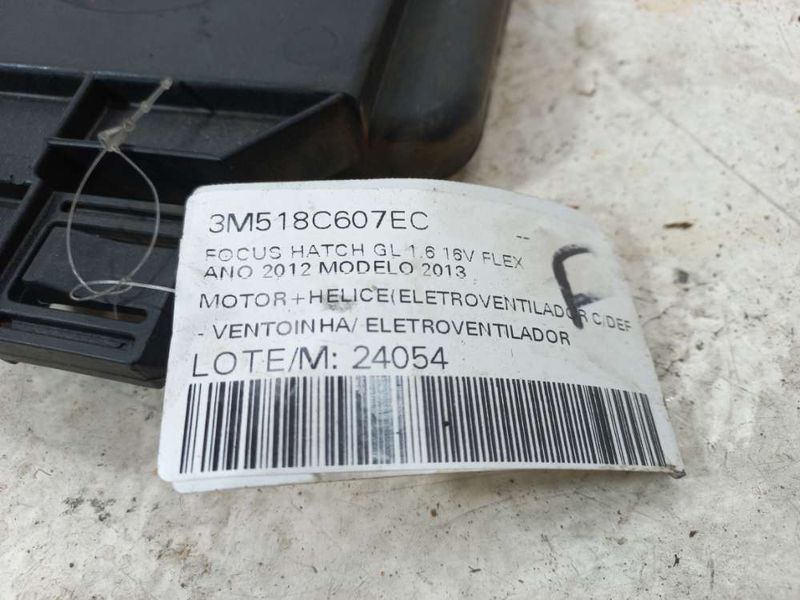 3M518C607EC
--
FOCUS HATCH GL 1.6 16V FLEX
ANO 2012 MODELO 2013
F
MOTOR+HELICE(ELETROVENTILADOR C/DEF
- VENTOINHA/ ELETROVENTILADOR
LOTE/M: 24054